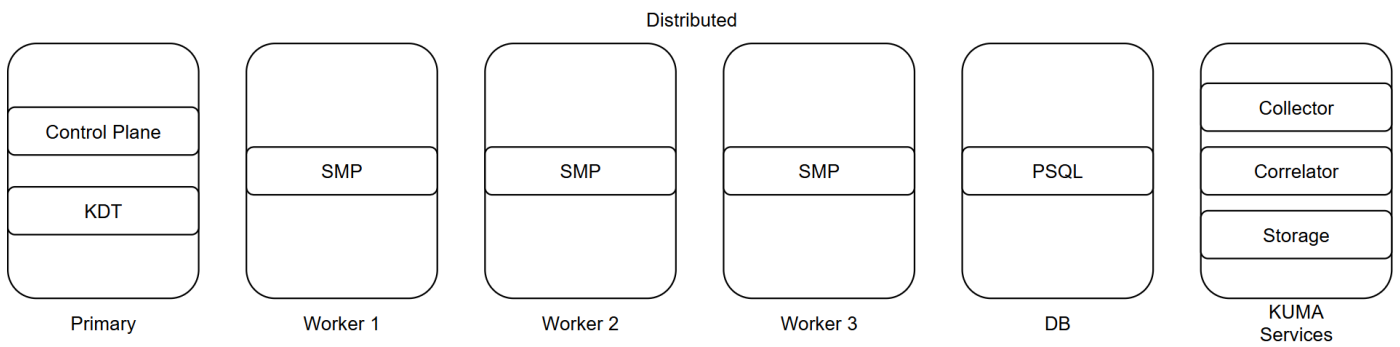 Distributed
Control Plane
KDT
Primary
SMP
Worker 1
SMP
Worker 2
SMP
Worker 3
PSQL
DB
Collector
Correlator
Storage
KUMA
Services